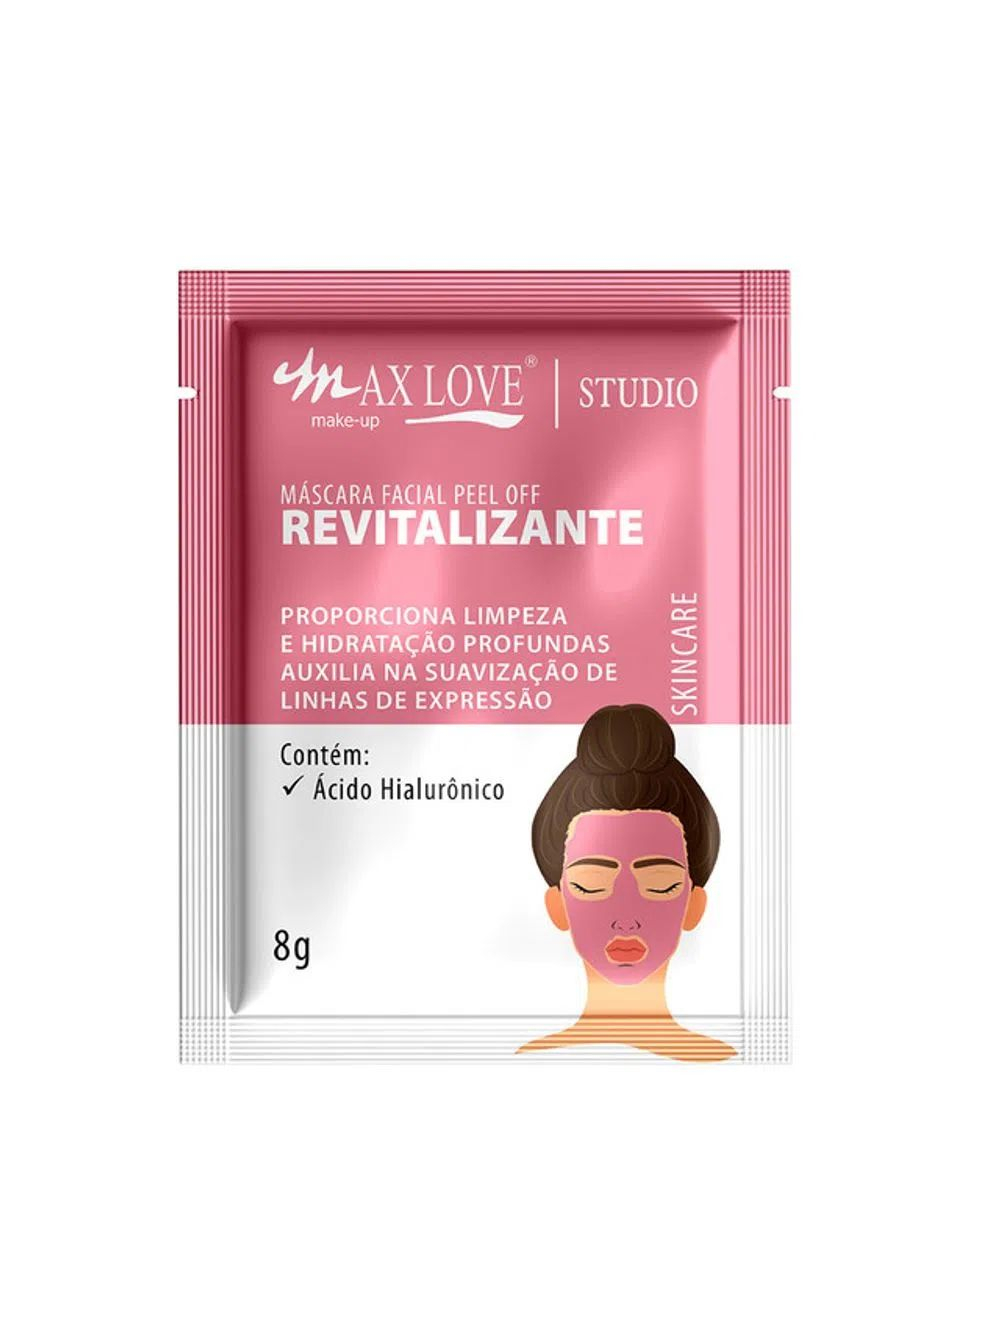 MAX LOVE® | STUDIO
make-up
MÁSCARA FACIAL PEEL OFF
REVITALIZANTE
PROPORCIONA LIMPEZA
E HIDRATAÇÃO PROFUNDAS
AUXILIA NA SUAVIZAÇÃO DE
LINHAS DE EXPRESSÃO
SKINCARE
Contém:
✓ Ácido Hialurônico
8g